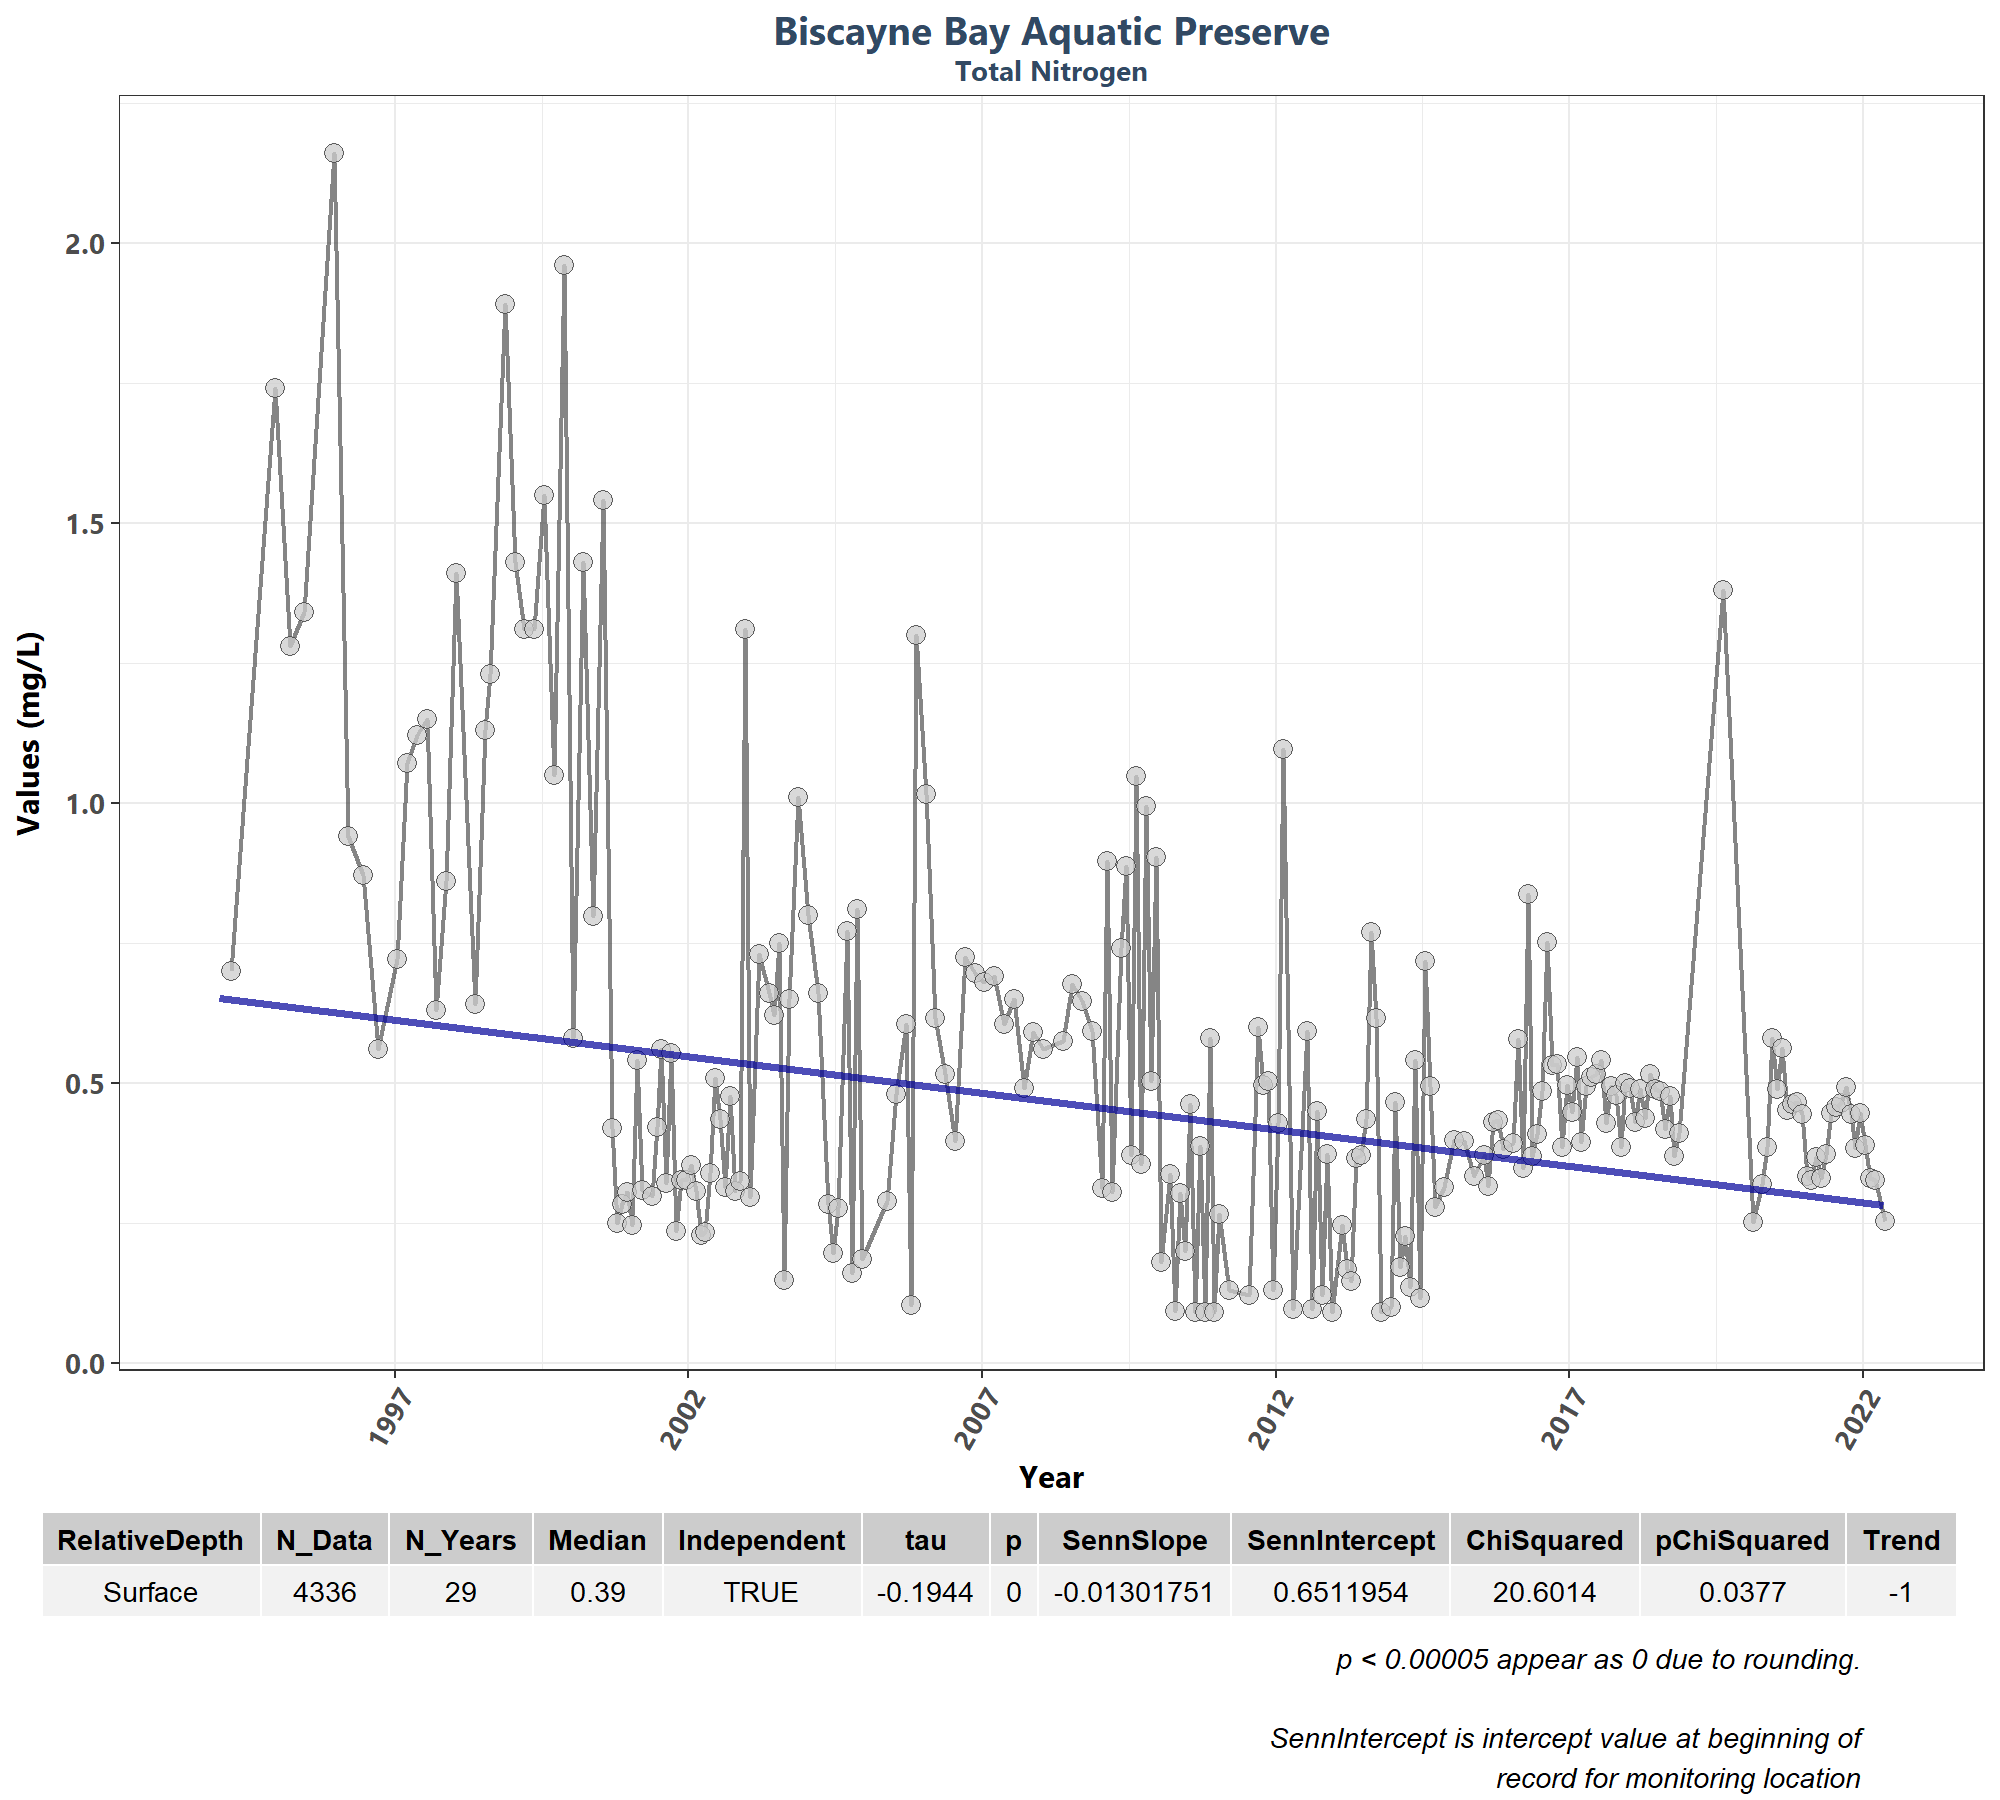 Biscayne Bay Aquatic Preserve
Total Nitrogen
Values (mg/L)
2.0
1.5
1.0
0.5
0.0
1997 2002 2007 2012 2017 2022
Year
RelativeDepth N_Data N_Years Median Independent tau p SennSlope SennIntercept ChiSquared pChiSquared Trend
Surface 4336 29 0.39 TRUE -0.1944 0 -0.01301751 0.6511954 20.6014 0.0377 -1
p < 0.00005 appear as 0 due to rounding.
SennIntercept is intercept value at beginning of
record for monitoring location